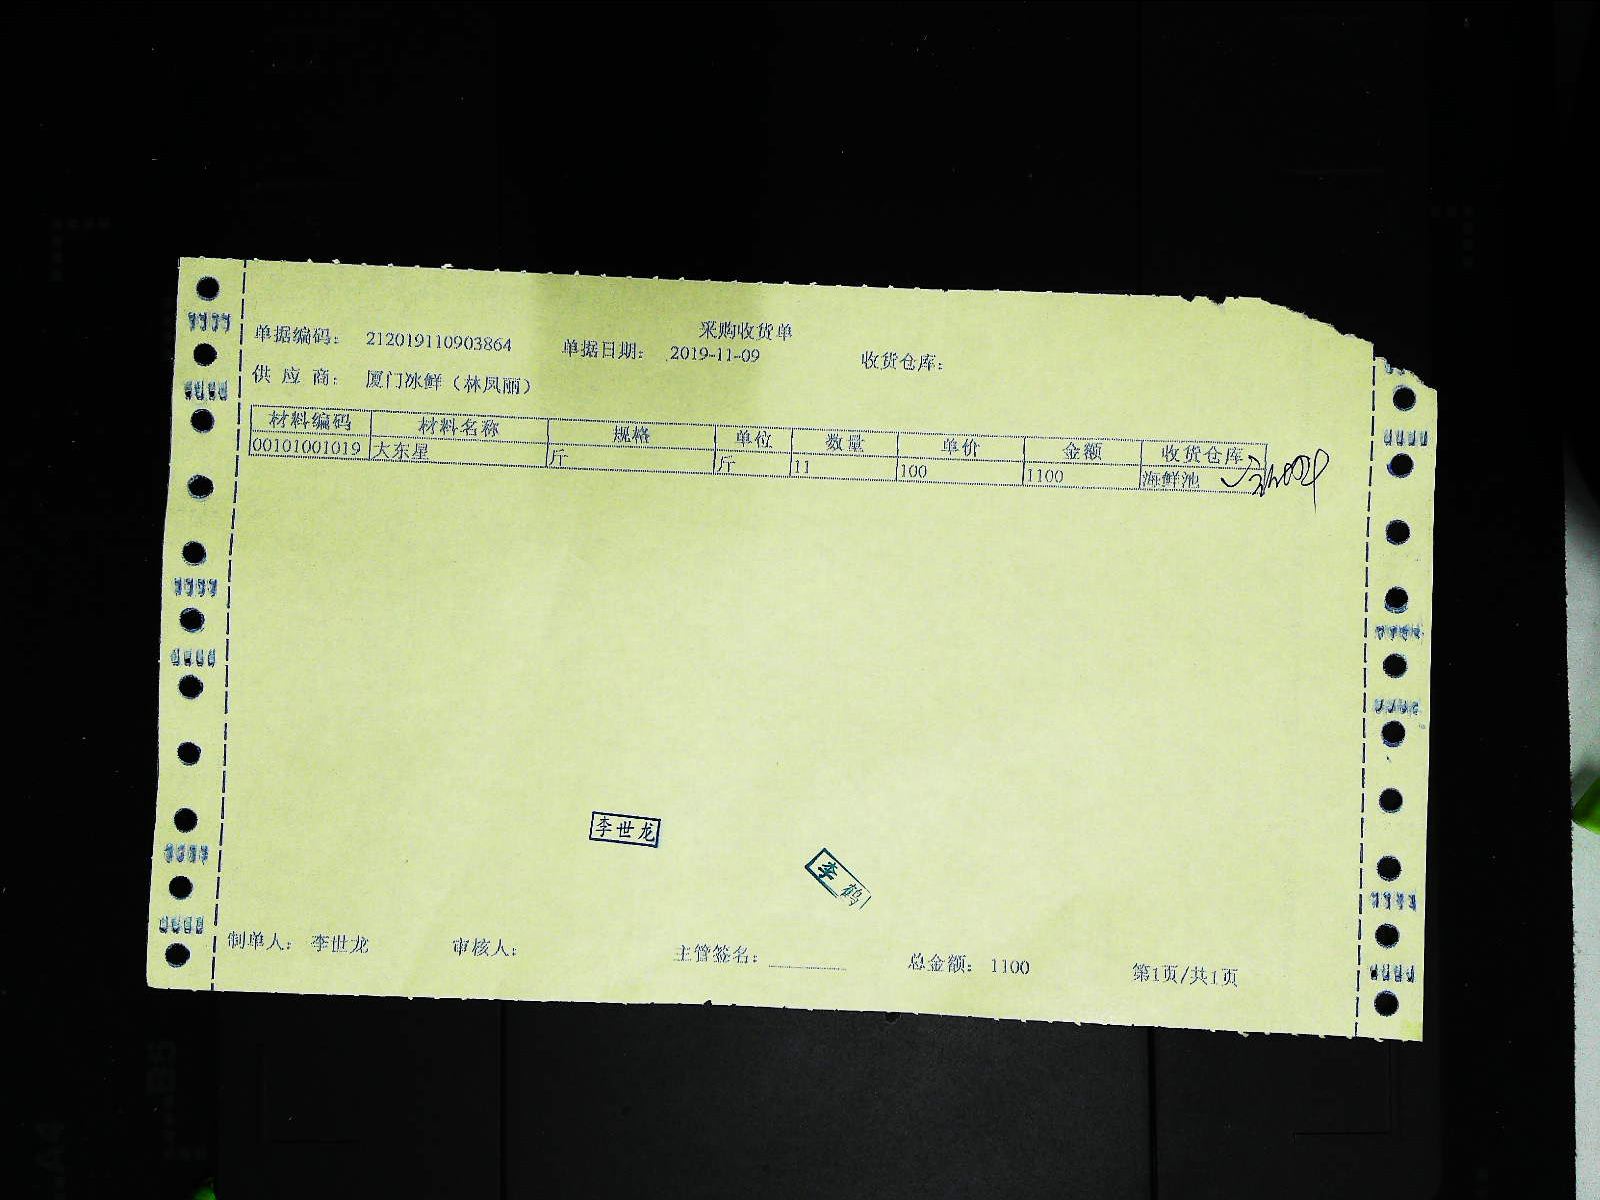 采购收货单
单据编码： 212019110903864 单据日期： 2019-11-09 收货仓库：
供 应 商： 厦门冰鲜（林凤丽）
材料编码 材料名称 规格 单位 数量 单价 金额 收货仓库
00101001019 大东星 斤 斤 11 100 1100 海鲜池
李世龙
李鹤
制单人： 李世龙 审核人： 主管签名： 总金额： 1100 第1页/共1页